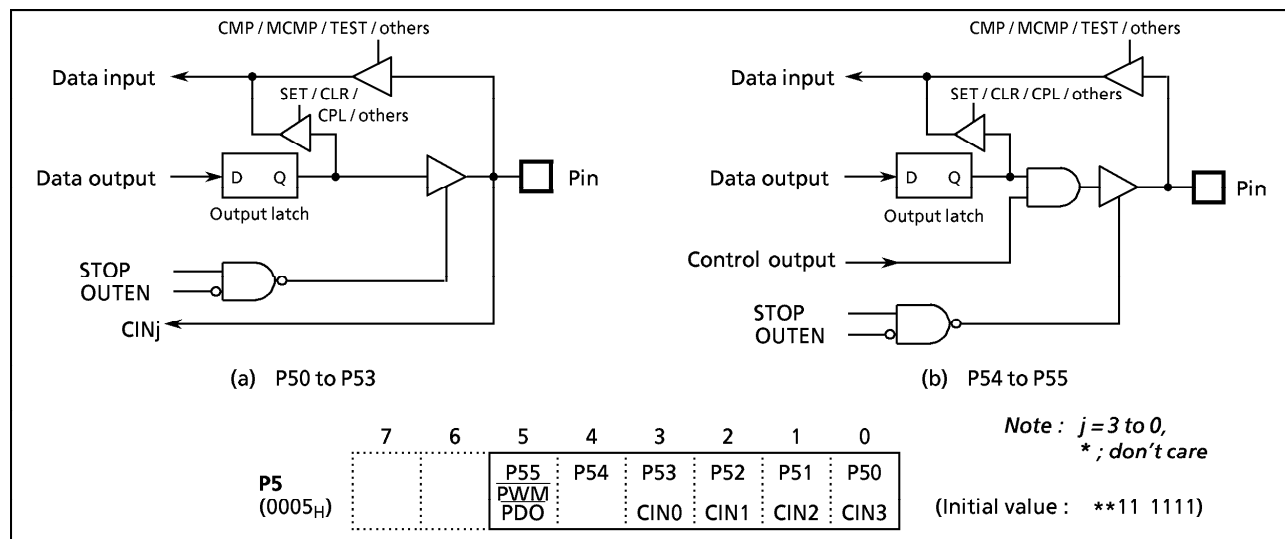 CMP / MCMP / TEST / others
Data input
SET / CLR /
CPL / others
Data output
D Q
Pin
Output latch
STOP
OUTEN
CINj
(a) P50 to P53
CMP / MCMP / TEST / others
Data input
SET / CLR / CPL / others
Data output
D Q
Pin
Output latch
Control output
STOP
OUTEN
(b) P54 to P55
Note : j = 3 to 0,
* ; don't care
7 6 5 4 3 2 1 0
P5
(0005H)
P55 P54 P53 P52 P51 P50
PWM
PDO CIN0 CIN1 CIN2 CIN3
(Initial value : **11 1111)